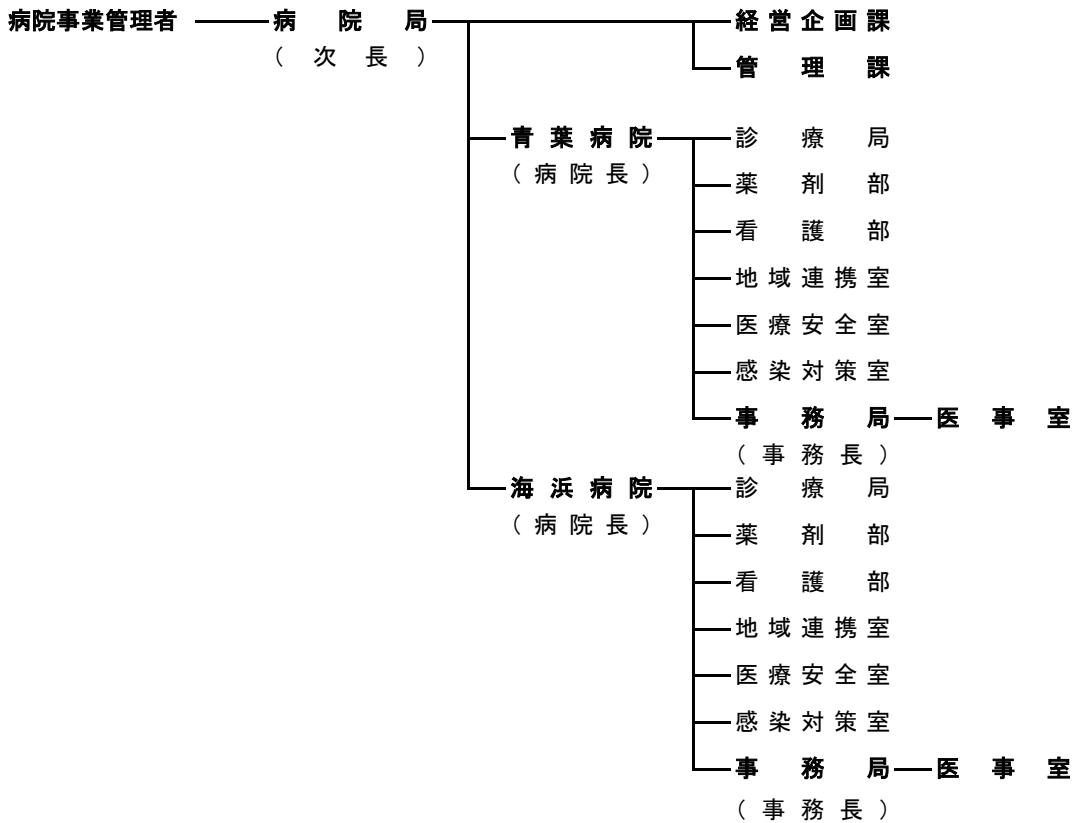 病院事業管理者 病院局 経営企画課
（次長）
管理課
青葉病院 診療局
（病院長）
薬剤部
看護部
地域連携室
医療安全室
感染対策室
事務局 医事室
（事務長）
海浜病院 診療局
（病院長）
薬剤部
看護部
地域連携室
医療安全室
感染対策室
事務局 医事室
（事務長）